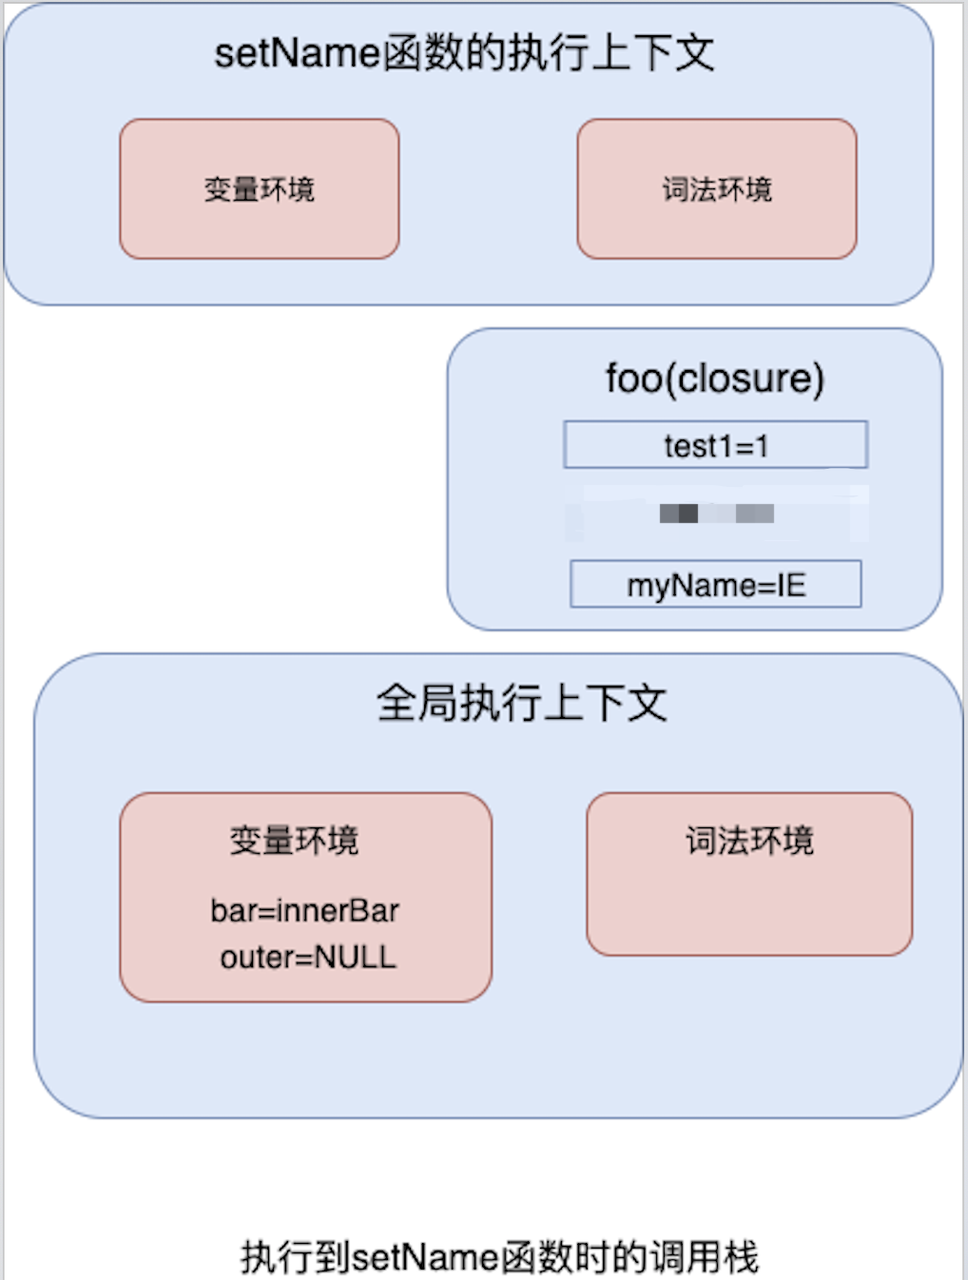 setName函数的执行上下文
变量环境
词法环境
foo(closure)
test1=1
myName=IE
全局执行上下文
变量环境
词法环境
bar=innerBar
outer=NULL
执行到setName函数时的调用栈